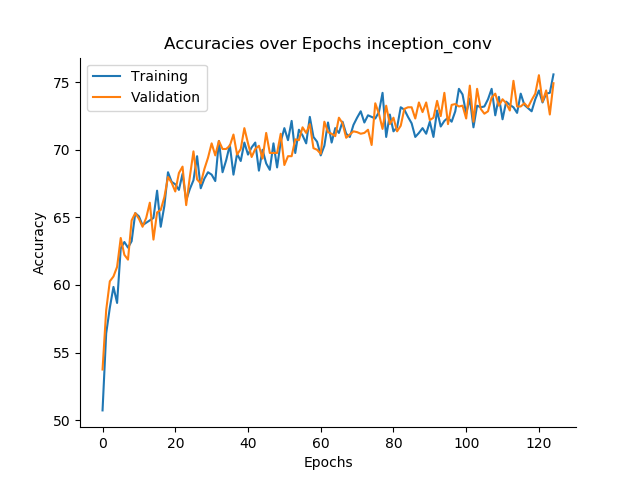 Accuracies over Epochs inception_conv
Training
Validation
75
70
65
60
55
50
Accuracy
0 20 40 60 80 100 120
Epochs